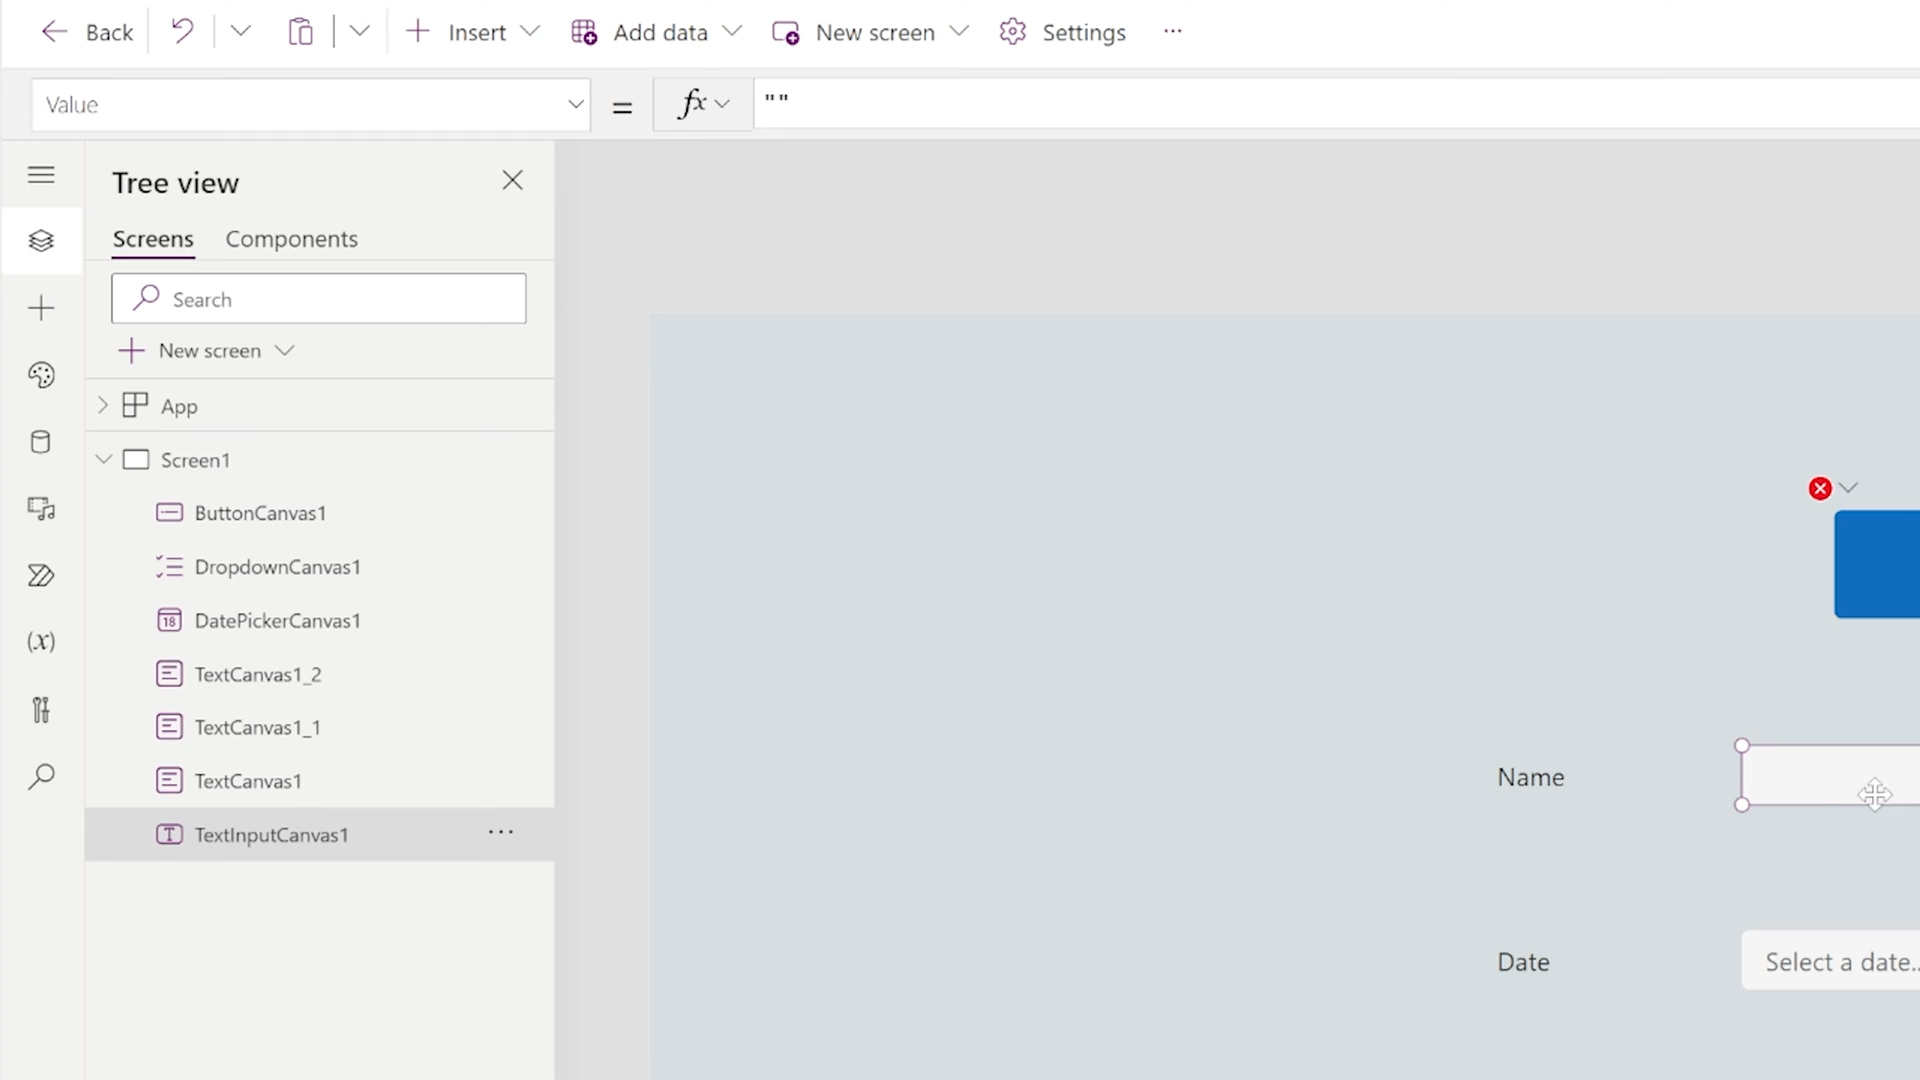 Back
Insert
Add data
New screen
Settings
...
Value
=
fx
""
Tree view
Screens
Components
Search
New screen
App
Screen1
ButtonCanvas1
DropdownCanvas1
18
DatePickerCanvas1
TextCanvas1_2
TextCanvas1_1
TextCanvas1
T
TextInputCanvas1
...
(x)
Name
Date
Select a date..